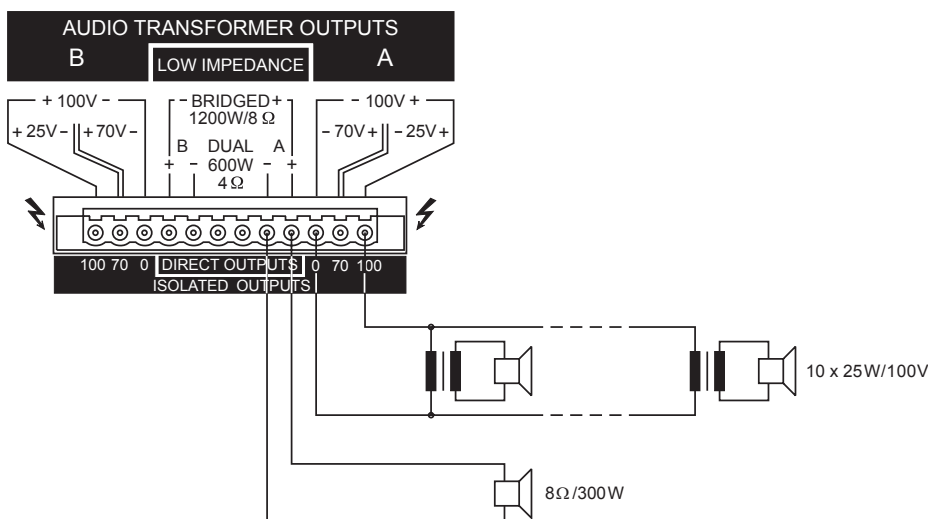 AUDIO TRANSFORMER OUTPUTS
B LOW IMPEDANCE A
+ 100V - - BRIDGED + - 100V +
1200W/8 Ω
+ 25V - + 70V - - 70V + - 25V +
B DUAL A
+ - 600W - +
4 Ω
100 70 0 DIRECT OUTPUTS 0 70 100
ISOLATED OUTPUTS
10 x 25W/100V
8Ω/300W